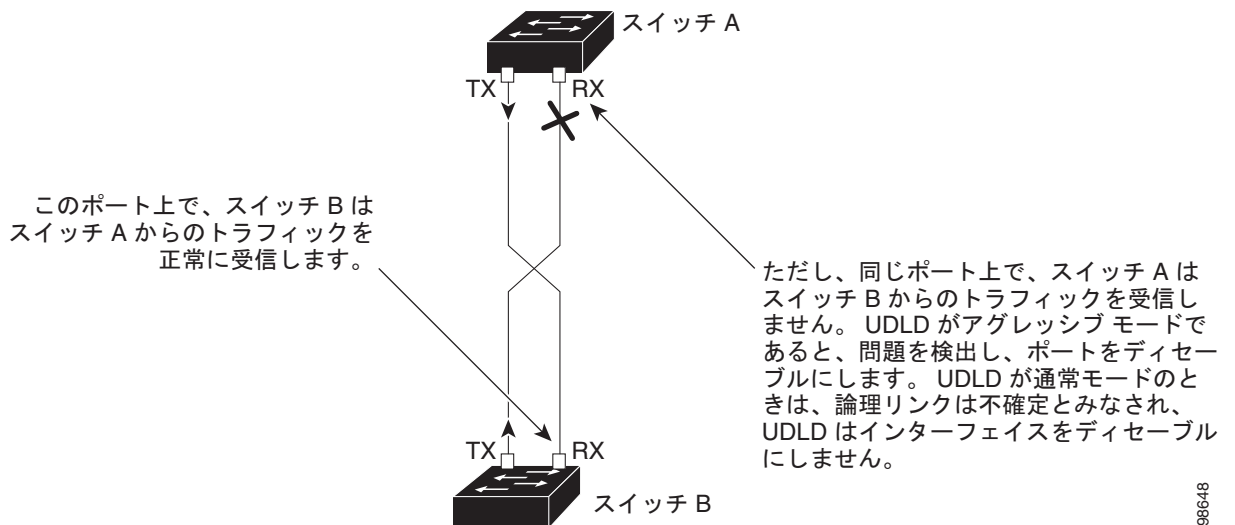 スイッチ A
TX
RX
このポート上で、スイッチ B は
スイッチ A からのトラフィックを
正常に受信します。
ただし、同じポート上で、スイッチ A は
スイッチ B からのトラフィックを受信し
ません。 UDLD がアグレッシブ モードで
あると、問題を検出し、ポートをディセー
ブルにします。 UDLD が通常モードのと
きは、論理リンクは不確定とみなされ、
UDLD はインターフェイスをディセーブル
にしません。
TX
RX
スイッチ B
98648